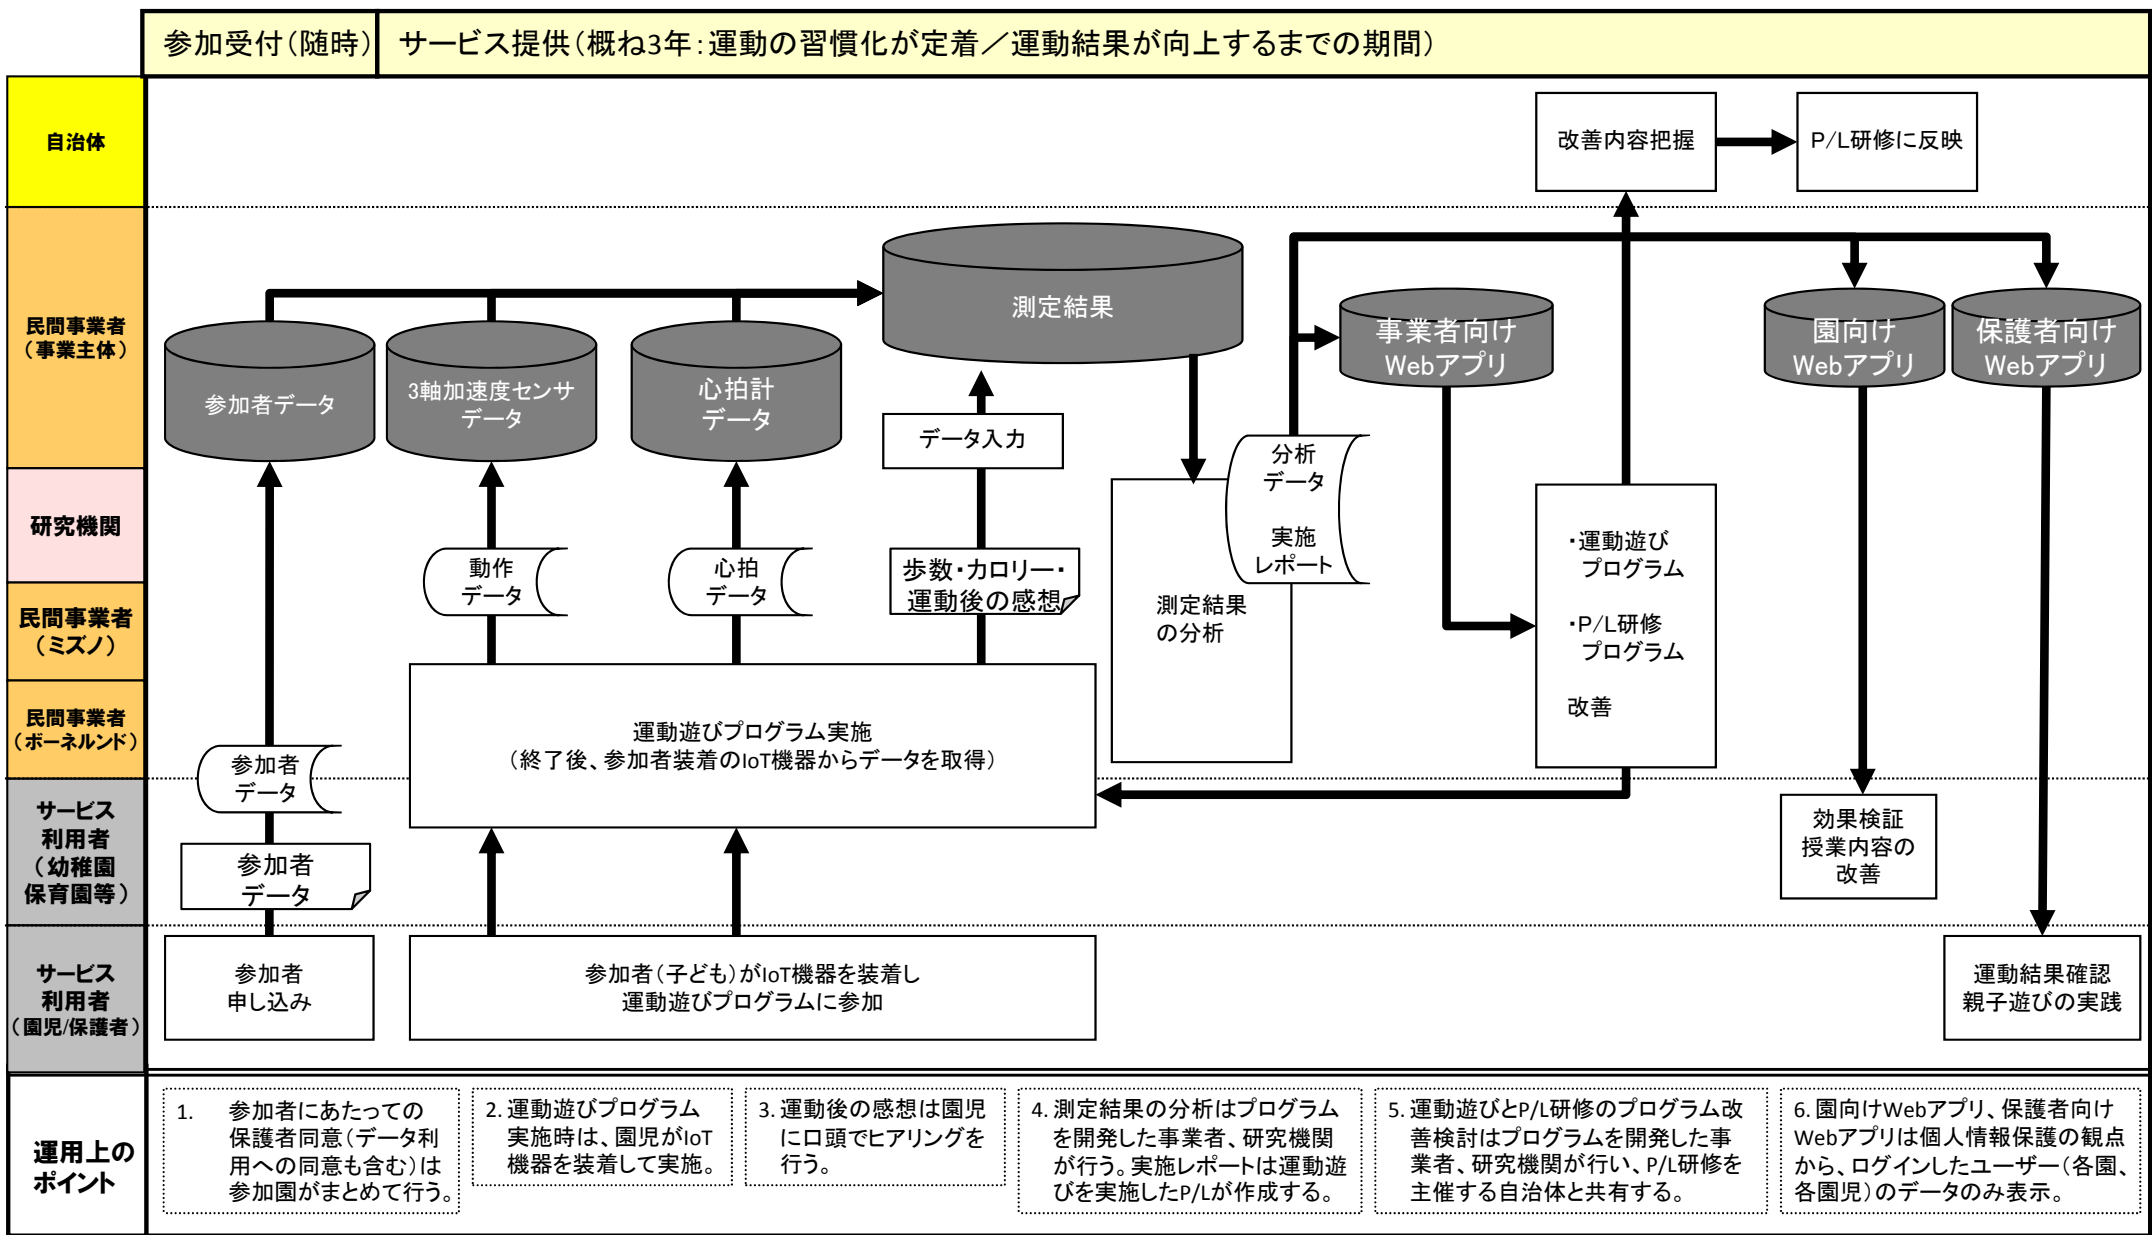 参加受付（随時）
サービス提供（概ね3年：運動の習慣化が定着／運動結果が向上するまでの期間）
自治体
改善内容把握
P/L研修に反映
民間事業者
（事業主体）
測定結果
参加者データ
3軸加速度センサ
データ
心拍計
データ
データ入力
事業者向け
Webアプリ
園向け
Webアプリ
保護者向け
Webアプリ
分析
データ
実施
レポート
研究機関
動作
データ
心拍
データ
歩数・カロリー・
運動後の感想
測定結果
の分析
・運動遊び
プログラム
・P/L研修
プログラム
改善
民間事業者
（ミズノ）
民間事業者
（ボーネルンド）
運動遊びプログラム実施
（終了後、参加者装着のIoT機器からデータを取得）
参加者
データ
サービス
利用者
（幼稚園
保育園等）
参加者
データ
効果検証
授業内容の
改善
サービス
利用者
（園児/保護者）
参加者
申し込み
参加者（子ども）がIoT機器を装着し
運動遊びプログラムに参加
運動結果確認
親子遊びの実践
運用上の
ポイント
1. 参加者にあたっての
保護者同意（データ利
用への同意も含む）は
参加園がまとめて行う。
2. 運動遊びプログラム
実施時は、園児がIoT
機器を装着して実施。
3. 運動後の感想は園児
に口頭でヒアリングを
行う。
4. 測定結果の分析はプログラム
を開発した事業者、研究機関
が行う。実施レポートは運動遊
びを実施したP/Lが作成する。
5. 運動遊びとP/L研修のプログラム改
善検討はプログラムを開発した事
業者、研究機関が行い、P/L研修を
主催する自治体と共有する。
6. 園向けWebアプリ、保護者向け
Webアプリは個人情報保護の観点
から、ログインしたユーザー（各園、
各園児）のデータのみ表示。